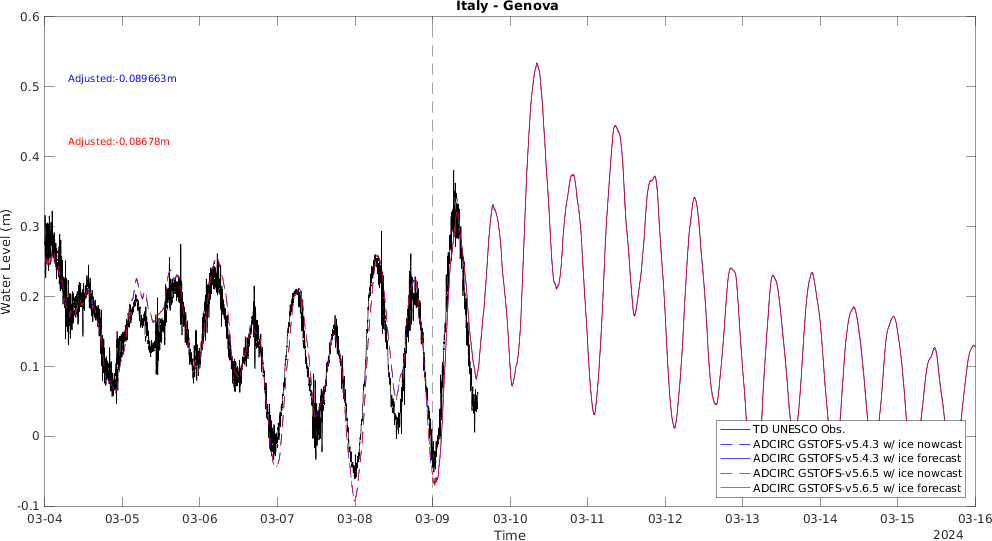 Italy - Genova
0.6
0.5
0.4
0.3
0.2
0.1
0
-0.1
Water Level (m)
Adjusted:-0.089663m
Adjusted:-0.08678m
TD UNESCO Obs.
ADCIRC GSTOFS-v5.4.3 w/ ice nowcast
ADCIRC GSTOFS-v5.4.3 w/ ice forecast
ADCIRC GSTOFS-v5.6.5 w/ ice nowcast
ADCIRC GSTOFS-v5.6.5 w/ ice forecast
03-04 03-05 03-06 03-07 03-08 03-09 03-10 03-11 03-12 03-13 03-14 03-15 03-16
Time
2024